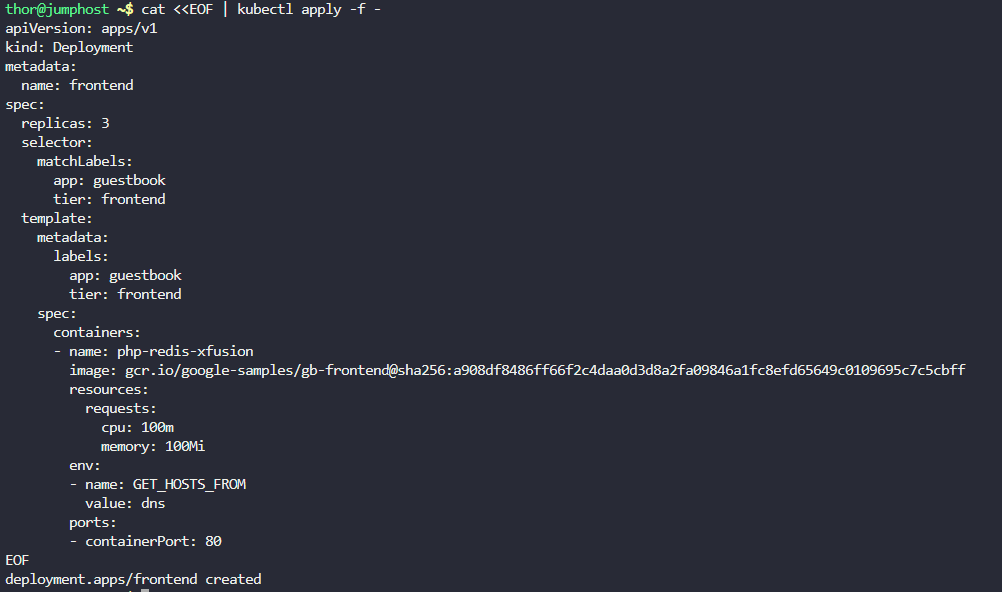 thor@jumphost ~$ cat <<EOF | kubectl apply -f -
apiVersion: apps/v1
kind: Deployment
metadata:
  name: frontend
spec:
  replicas: 3
  selector:
    matchLabels:
      app: guestbook
      tier: frontend
  template:
    metadata:
      labels:
        app: guestbook
        tier: frontend
    spec:
      containers:
      - name: php-redis-xfusion
        image: gcr.io/google-samples/gb-frontend@sha256:a908df8486ff66f2c4daa0d3d8a2fa09846a1fc8efd65649c0109695c7c5cbff
        resources:
          requests:
            cpu: 100m
            memory: 100Mi
        env:
        - name: GET_HOSTS_FROM
          value: dns
        ports:
        - containerPort: 80
EOF
deployment.apps/frontend created